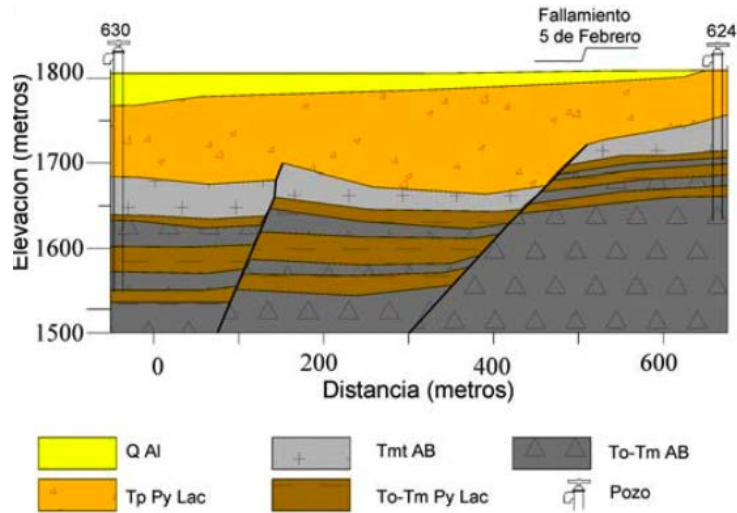 Fallamiento
5 de Febrero
630
624
1800
1700
1600
1500
Elevacion (metros)
0
200
400
600
Distancia (metros)
Q Al
Tmt AB
To-Tm AB
Tp Py Lac
To-Tm Py Lac
Pozo